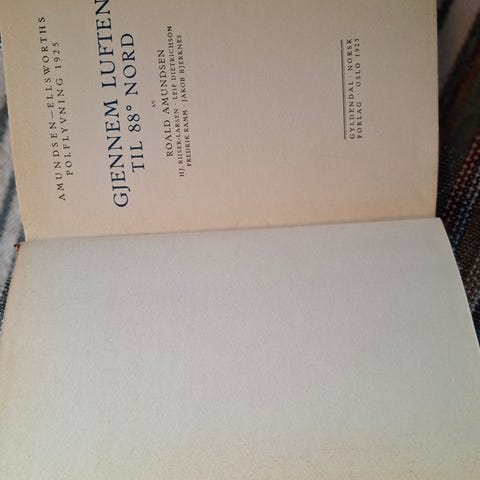 AMUNDSEN—ELLSWORTHS
POLFLYVNING 1925
GJENNEM LUFTEN
TIL 88° NORD
AV
ROALD AMUNDSEN
HJ. RIISER-LARSEN · LEIF DIETRICHSON
FREDRIK RAMM · JAKOB BJERKNES
GYLDENDAL · NORSK
FORLAG · OSLO 1925